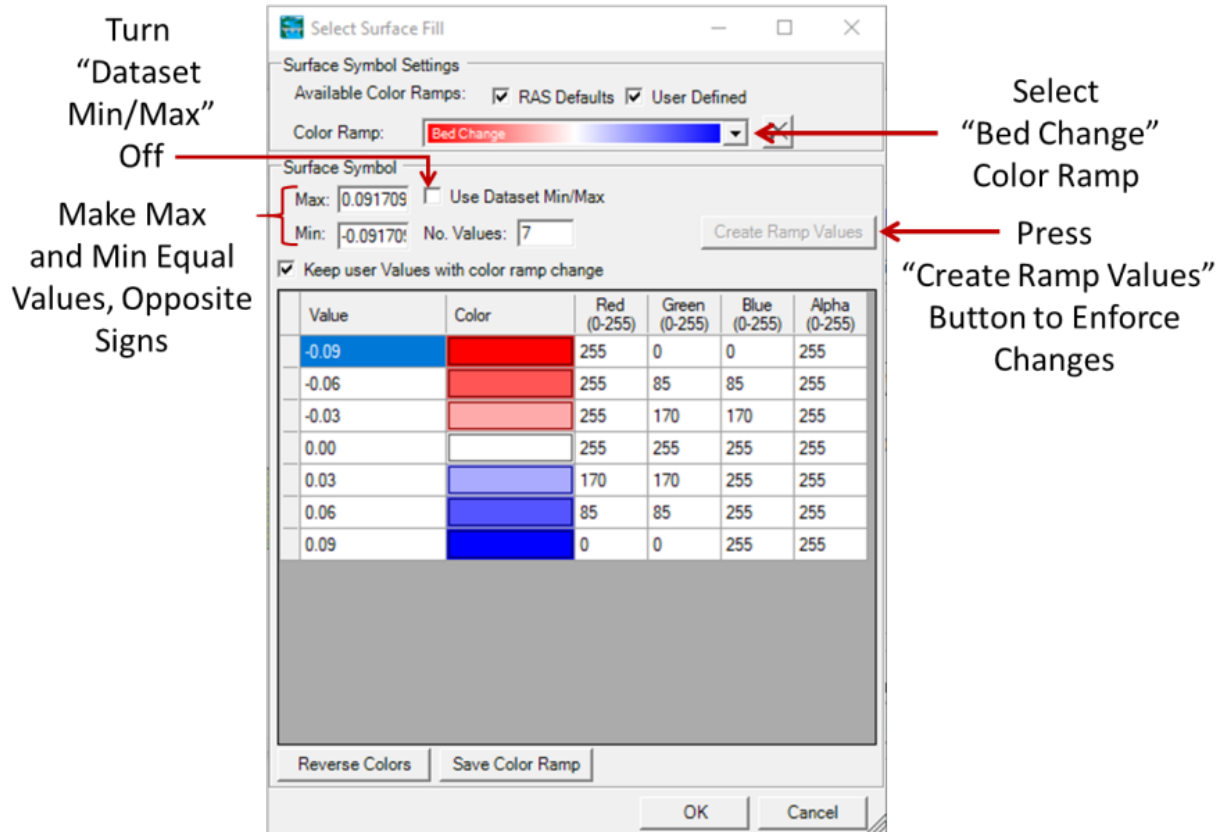 Turn
“Dataset
Min/Max”
Off
Make Max
and Min Equal
Values, Opposite
Signs
Select Surface Fill
Surface Symbol Settings
Available Color Ramps: RAS Defaults User Defined
Color Ramp: Bed Change
Surface Symbol
Max: 0.091709 Use Dataset Min/Max
Min: -0.09170 No. Values: 7 Create Ramp Values
Keep user Values with color ramp change
Value Color Red (0-255) Green (0-255) Blue (0-255) Alpha (0-255)
-0.09 255 0 0 255
-0.06 255 85 85 255
-0.03 255 170 170 255
0.00 255 255 255 255
0.03 170 170 255 255
0.06 85 85 255 255
0.09 0 0 255 255
Reverse Colors Save Color Ramp
OK Cancel
Select
“Bed Change”
Color Ramp
Press
“Create Ramp Values”
Button to Enforce
Changes